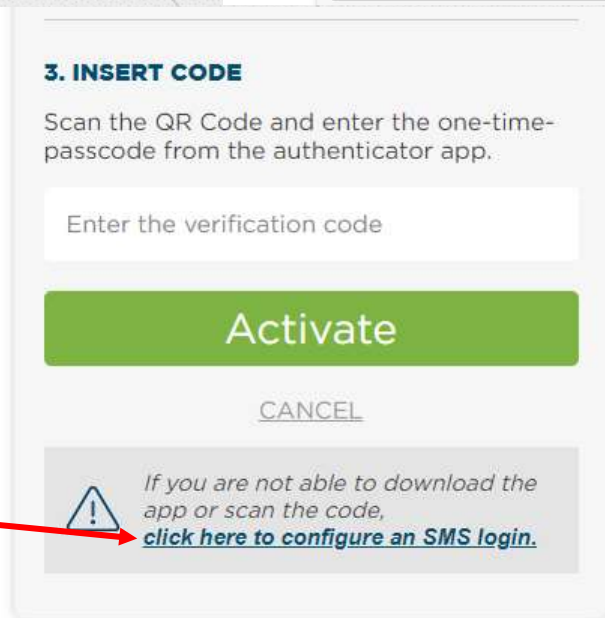 3. INSERT CODE
Scan the QR Code and enter the one-time-
passcode from the authenticator app.
Enter the verification code
Activate
CANCEL
If you are not able to download the
app or scan the code,
click here to configure an SMS login.